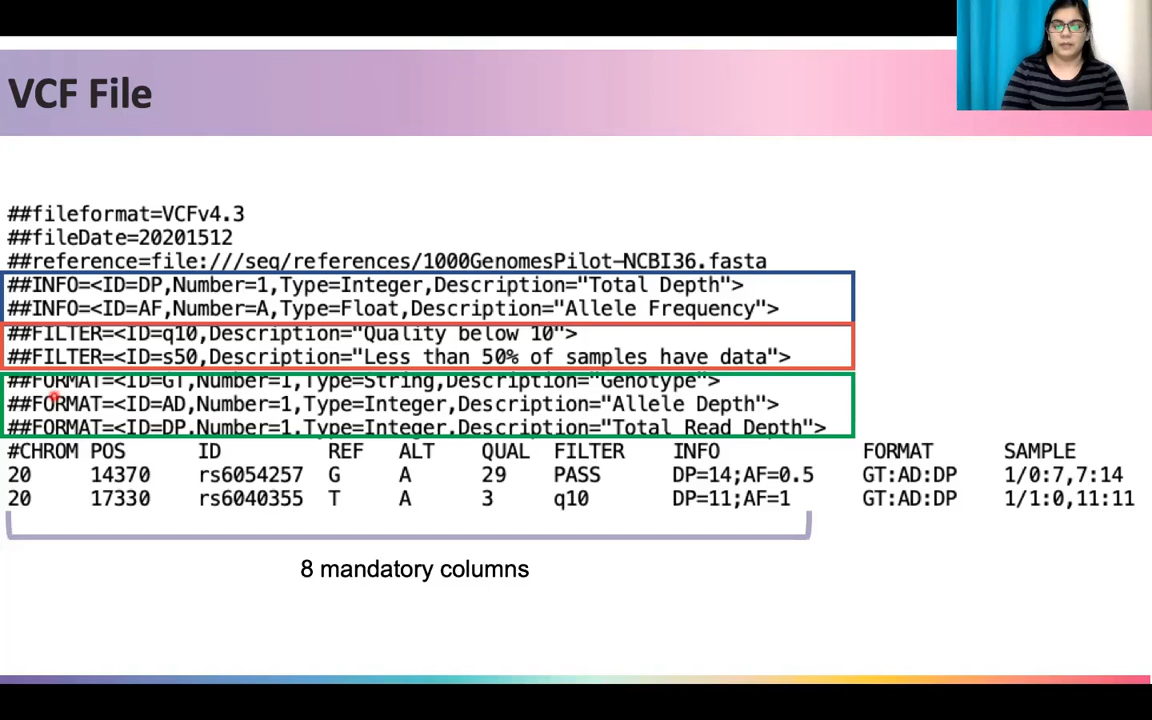 VCF File
##fileformat=VCFv4.3
##fileDate=20201512
##reference=file:///seq/references/1000GenomesPilot-NCBI36.fasta
##INFO=<ID=DP,Number=1,Type=Integer,Description="Total Depth">
##INFO=<ID=AF,Number=A,Type=Float,Description="Allele Frequency">
##FILTER=<ID=q10,Description="Quality below 10">
##FILTER=<ID=s50,Description="Less than 50% of samples have data">
##FORMAT=<ID=GT,Number=1,Type=String,Description="Genotype">
##FORMAT=<ID=AD,Number=1,Type=Integer,Description="Allele Depth">
##FORMAT=<ID=DP,Number=1,Type=Integer,Description="Total Read Depth">
#CHROM POS ID REF ALT QUAL FILTER INFO FORMAT SAMPLE
20 14370 rs6054257 G A 29 PASS DP=14;AF=0.5 GT:AD:DP 1/0:7,7:14
20 17330 rs6040355 T A 3 q10 DP=11;AF=1 GT:AD:DP 1/1:0,11:11
8 mandatory columns